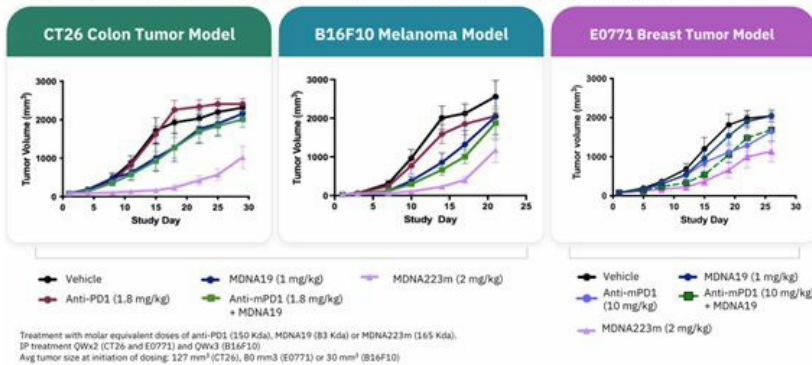 CT26 Colon Tumor Model
B16F10 Melanoma Model
E0771 Breast Tumor Model
Tumor Volume (mm³)
3000
2000
1000
0
0 5 10 15 20 25 30
Study Day
Tumor Volume (mm³)
3000
2000
1000
0
0 5 10 15 20 25
Study Day
Tumor volume (mm³)
3000
2000
1000
0
0 5 10 15 20 25 30
Study Day
Vehicle
MDNA19 (1 mg/kg)
MDNA223m (2 mg/kg)
Anti-PD1 (1.8 mg/kg)
Anti-mPD1 (1.8 mg/kg)
+ MDNA19
Vehicle
MDNA19 (1 mg/kg)
Anti-mPD1
(10 mg/kg)
Anti-mPD1 (10 mg/kg)
+ MDNA19
MDNA223m (2 mg/kg)
Treatment with molar equivalent doses of anti-PD1 (150 Kda), MDNA19 (83 Kda) or MDNA223m (165 Kda).
IP treatment QWx2 (CT26 and E0771) and QWx3 (B16F10)
Avg tumor size at initiation of dosing: 127 mm³ (CT26), 80 mm3 (E0771) or 30 mm³ (B16F10)